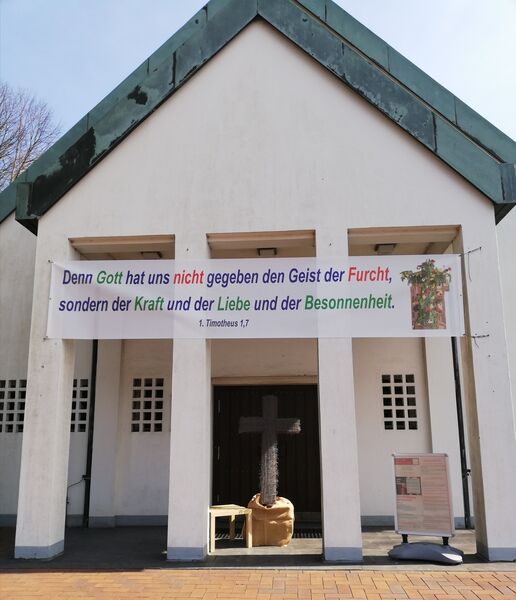 Denn Gott hat uns nicht gegeben den Geist der Furcht,
sondern der Kraft und der Liebe und der Besonnenheit.
1. Timotheus 1,7